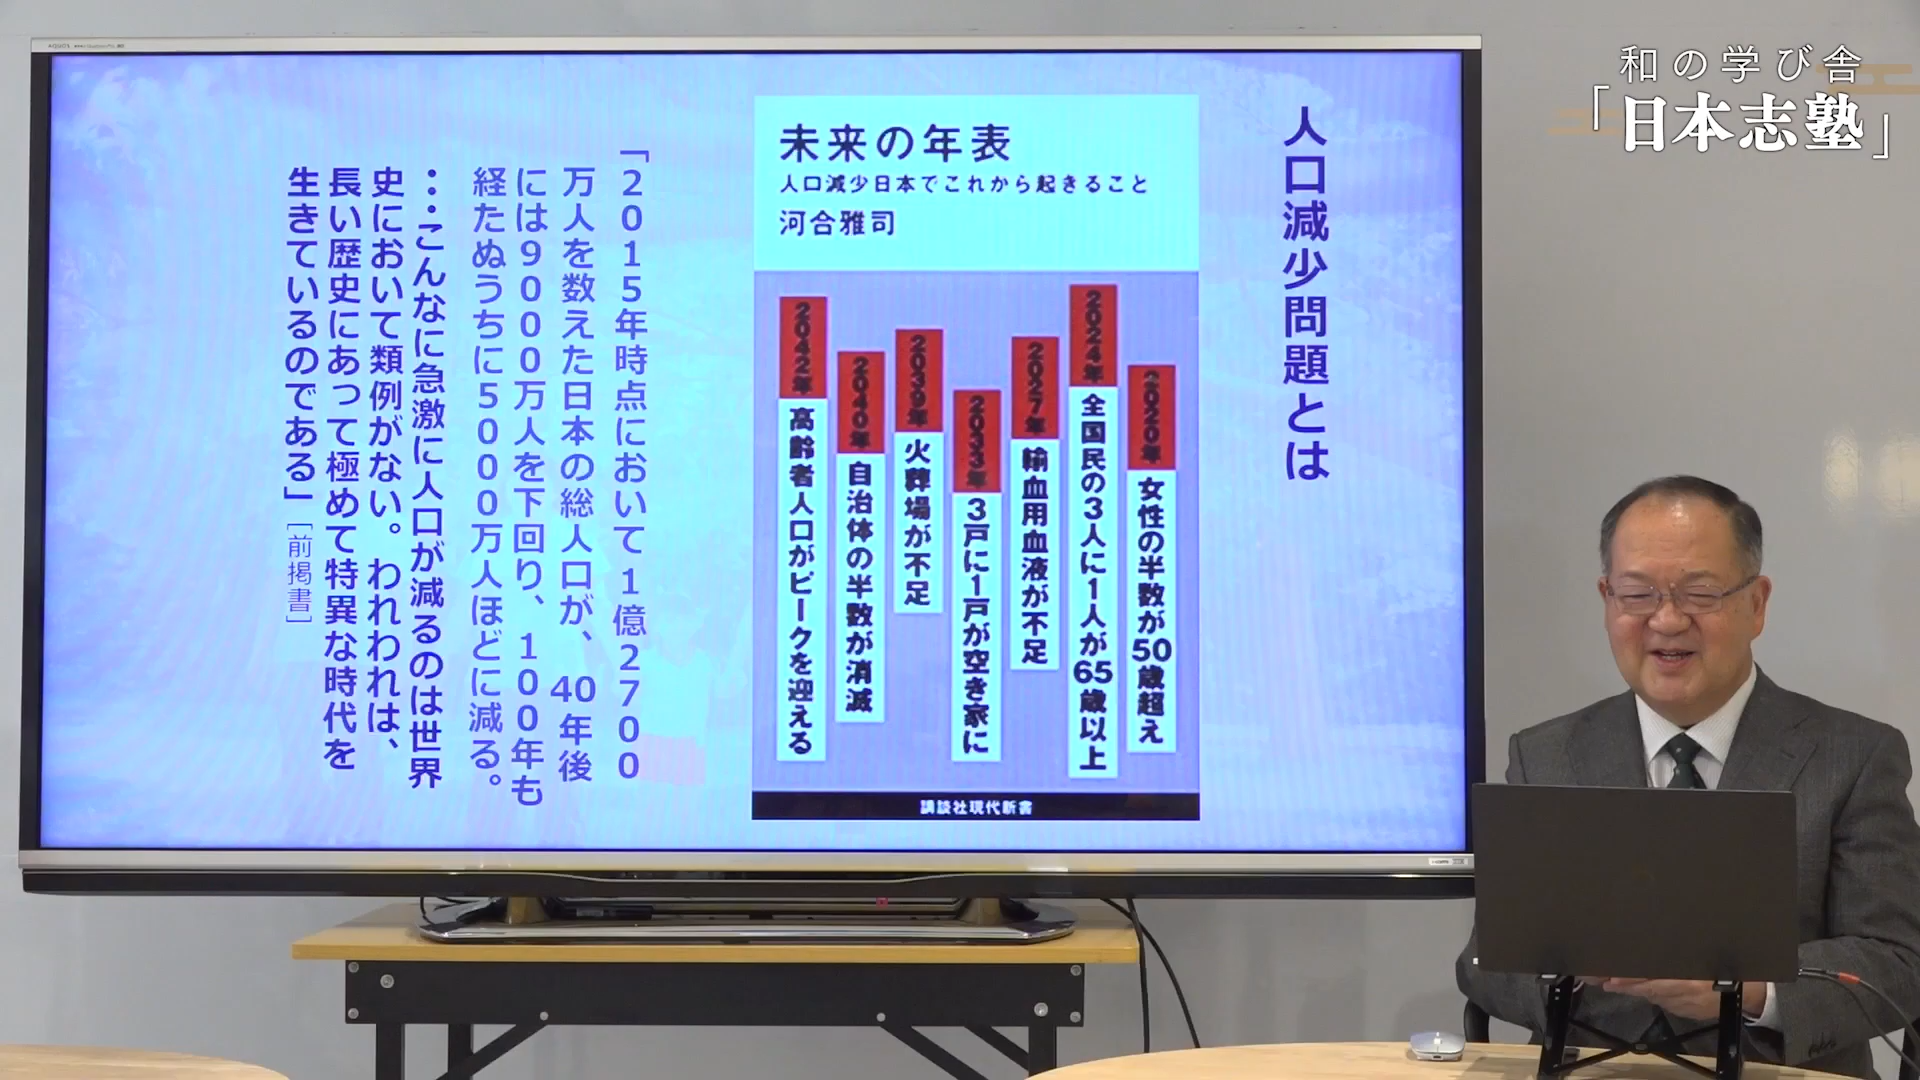 和の学び舎
「日本志塾」
人口減少問題とは
未来の年表
人口減少日本でこれから起きること
河合雅司
2020年 女性の半数が50歳超え
2024年 全国民の3人に1人が65歳以上
2027年 輸血用血液が不足
2033年 3戸に1戸が空き家に
2039年 火葬場が不足
2040年 自治体の半数が消滅
2042年 高齢者人口がピークを迎える
講談社現代新書
「2015年時点において1億2700
万人を数えた日本の総人口が、40年後
には9000万人を下回り、100年も
経たぬうちに5000万人ほどに減る。
…こんなに急激に人口が減るのは世界
史において類例がない。われわれは、
長い歴史にあって極めて特異な時代を
生きているのである」［前掲書］